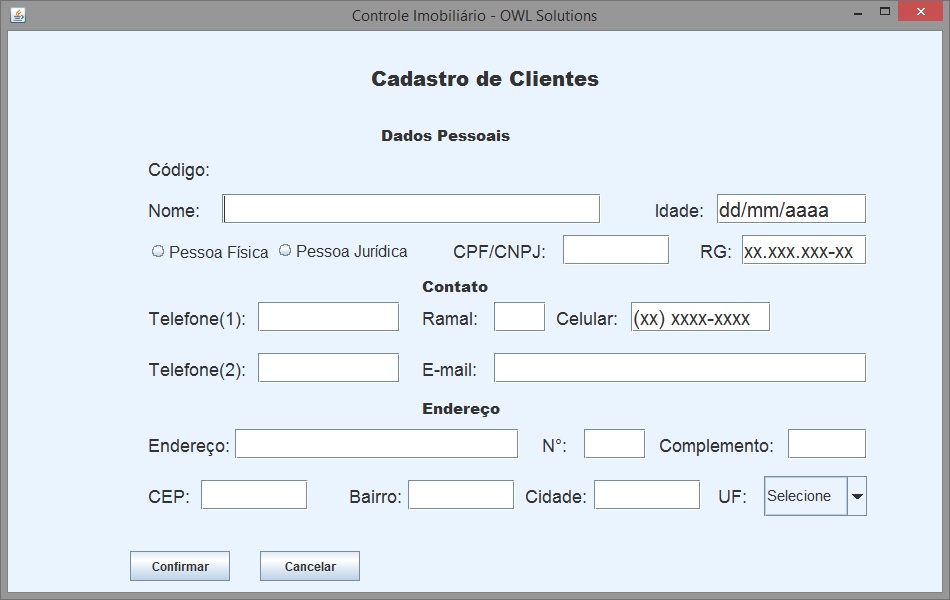 Controle Imobiliário - OWL Solutions
Cadastro de Clientes
Dados Pessoais
Código:
Nome: Idade: dd/mm/aaaa
Pessoa Física Pessoa Jurídica CPF/CNPJ: RG: xx.xxx.xxx-xx
Contato
Telefone(1): Ramal: Celular: (xx) xxxx-xxxx
Telefone(2): E-mail:
Endereço
Endereço: N°: Complemento:
CEP: Bairro: Cidade: UF: Selecione
Confirmar Cancelar